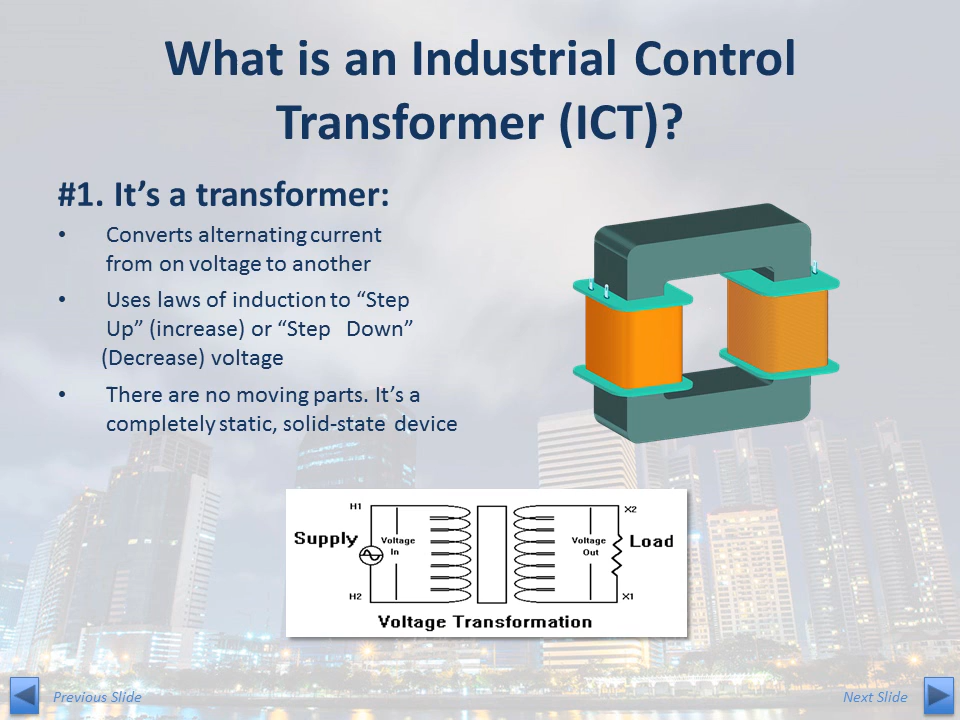 What is an Industrial Control
Transformer (ICT)?
#1. It’s a transformer:
• Converts alternating current
from on voltage to another
• Uses laws of induction to “Step
Up” (increase) or “Step Down”
(Decrease) voltage
• There are no moving parts. It’s a
completely static, solid-state device
H1
X2
Supply
Voltage
In
Voltage
Out
Load
H2
X1
Voltage Transformation
Previous Slide
Next Slide